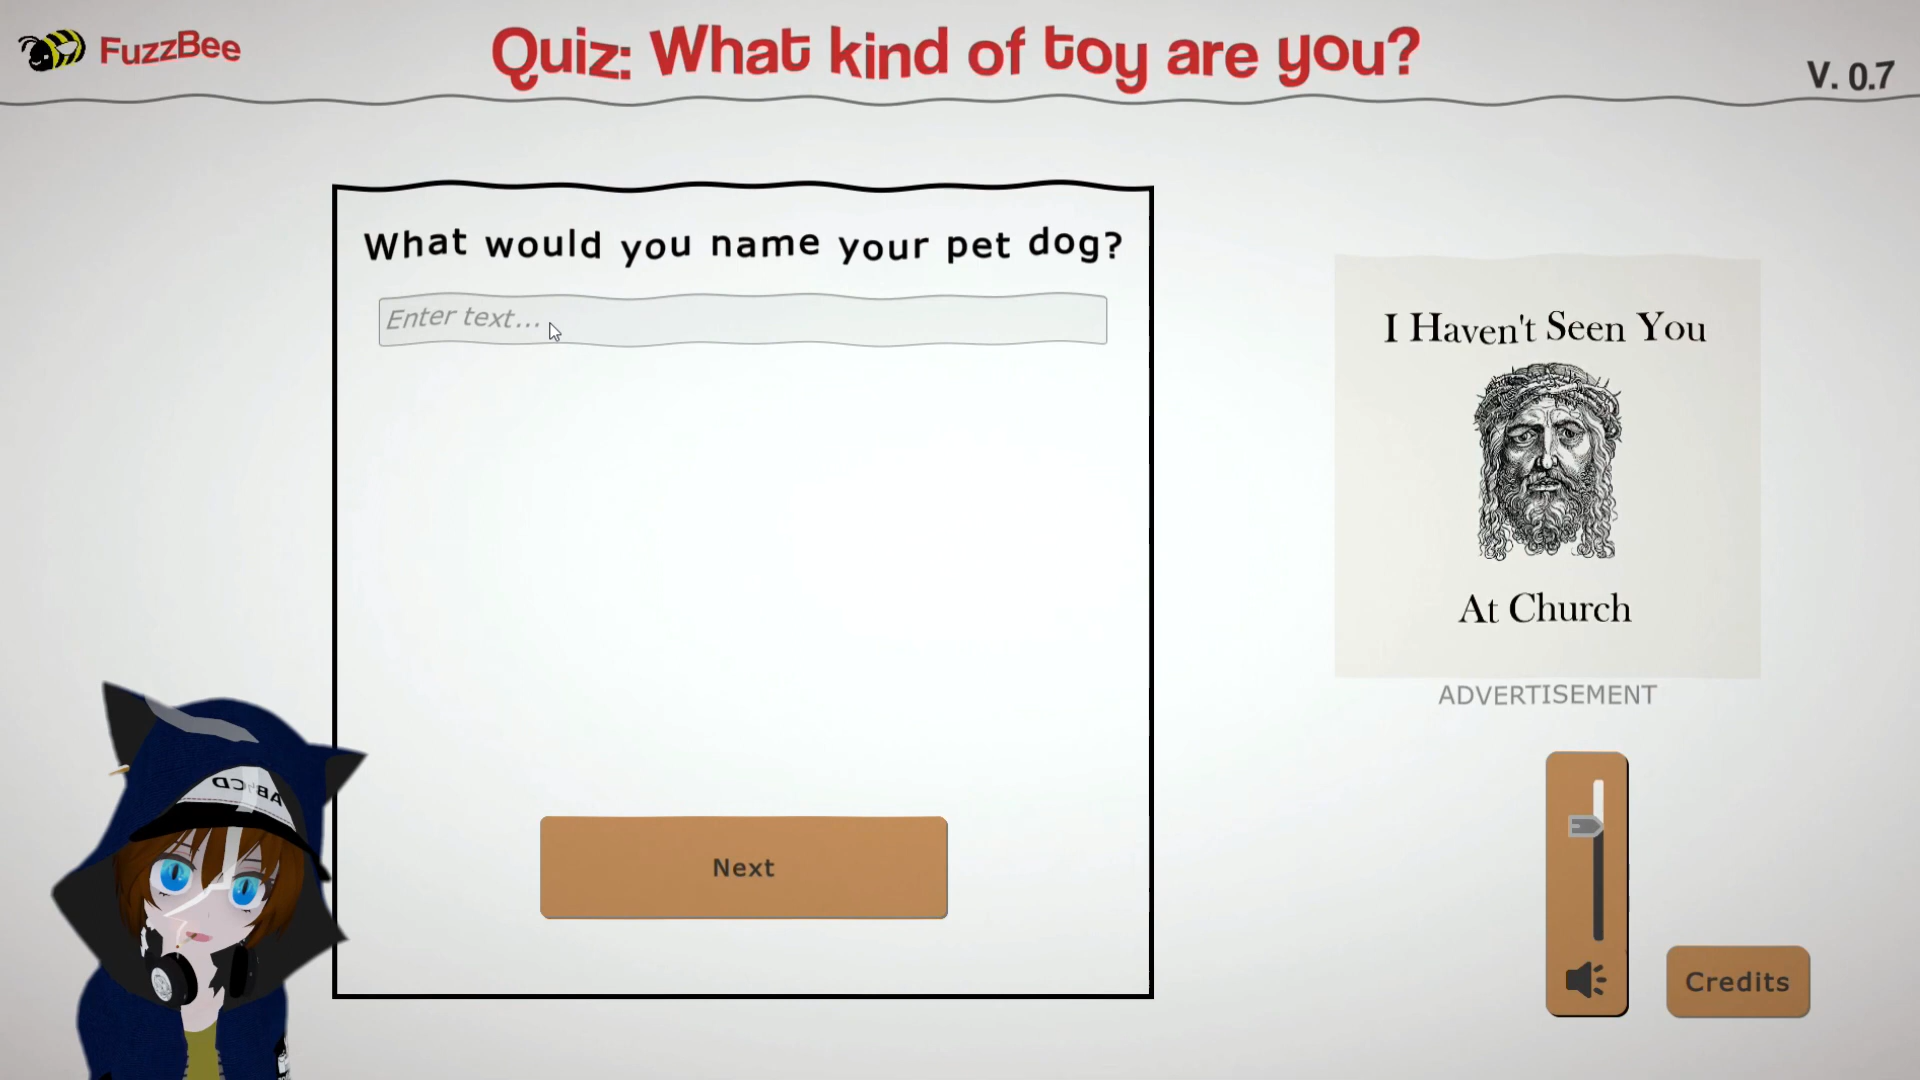 FuzzBee
Quiz: What kind of toy are you?
V. 0.7
What would you name your pet dog?
Enter text...
I Haven't Seen You
At Church
ADVERTISEMENT
Next
Credits